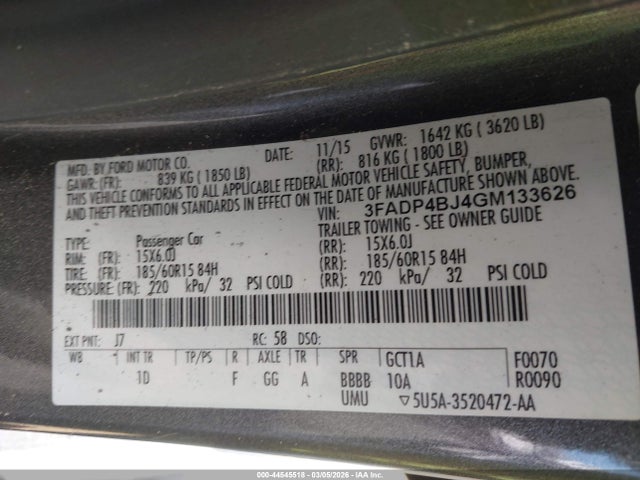 MFD. BY FORD MOTOR CO.
DATE: 11/15 GVWR: 1642 KG ( 3620 LB)
GAWR: (FR): 839 KG ( 1850 LB) (RR): 816 KG ( 1800 LB)
THIS VEHICLE CONFORMS TO ALL APPLICABLE FEDERAL MOTOR VEHICLE SAFETY, BUMPER,
AND THEFT PREVENTION STANDARDS IN EFFECT ON THE DATE OF MANUFACTURE SHOWN ABOVE.
VIN: 3FADP4BJ4GM133626
TYPE: Passenger Car TRAILER TOWING - SEE OWNER GUIDE
RIM: (FR): 15X6.0J (RR): 15X6.0J
TIRE: (FR): 185/60R15 84H (RR): 185/60R15 84H
PRESSURE: (FR): 220 kPa/ 32 PSI COLD (RR): 220 kPa/ 32 PSI COLD
EXT PNT: J7 RC: 58 DSO:
WB INT TR TP/PS R AXLE TR SPR GCT1A F0070
1D F GG A BBBB 10A R0090
UMU ▽5U5A-3520472-AA
000-44545518 - 03/05/2026 - IAA, Inc.